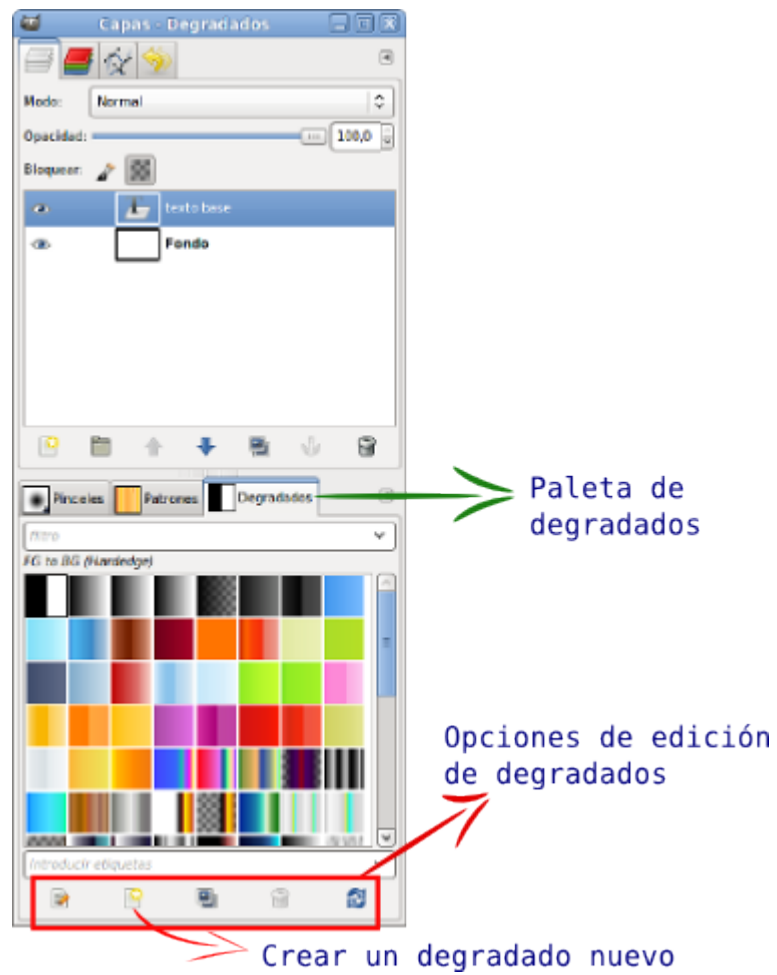 Capas - Degradados
Modo: Normal
Opacidad: 100,0
Bloquear:
texto base
Fondo
Pinceles Patrones Degradados
filtro
FG to BG (Hardedge)
Introducir etiquetas
Paleta de
degradados
Opciones de edición
de degradados
Crear un degradado nuevo